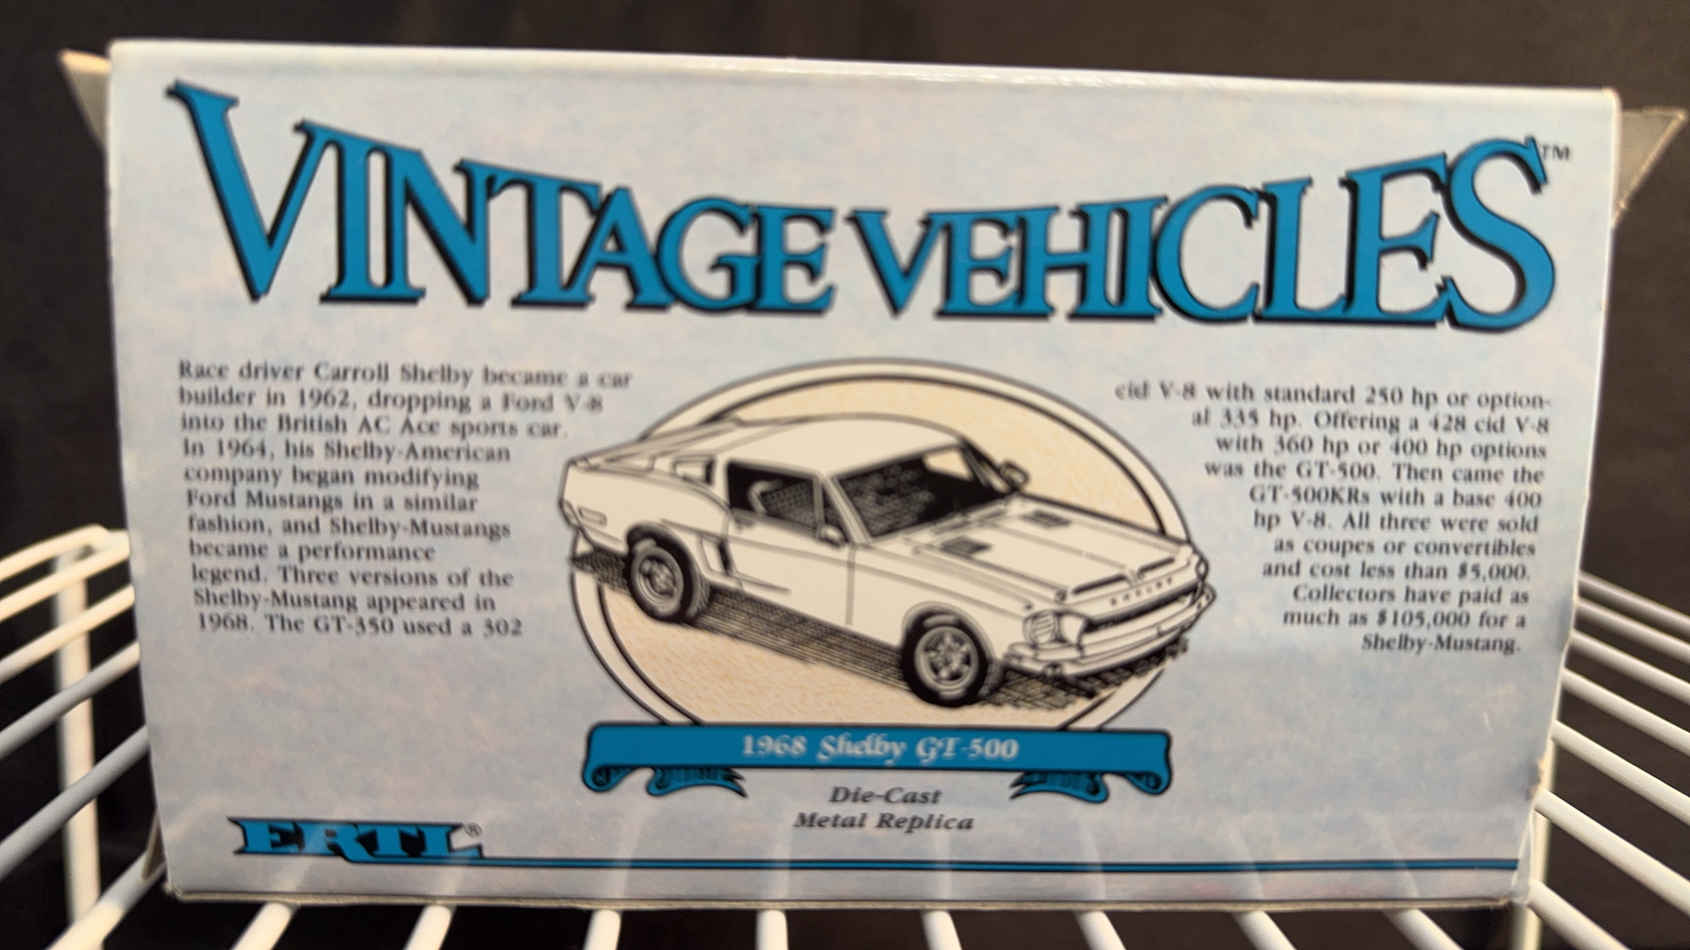 VINTAGE VEHICLES™
Race driver Carroll Shelby became a car
builder in 1962, dropping a Ford V-8
into the British AC Ace sports car.
In 1964, his Shelby-American
company began modifying
Ford Mustangs in a similar
fashion, and Shelby-Mustangs
became a performance
legend. Three versions of the
Shelby-Mustang appeared in
1968. The GT-350 used a 302
cid V-8 with standard 250 hp or option-
al 335 hp. Offering a 428 cid V-8
with 360 hp or 400 hp options
was the GT-500. Then came the
GT-500KRs with a base 400
hp V-8. All three were sold
as coupes or convertibles
and cost less than $5,000.
Collectors have paid as
much as $105,000 for a
Shelby-Mustang.
SHELBY
1968 Shelby GT-500
Die-Cast
Metal Replica
ERTL®